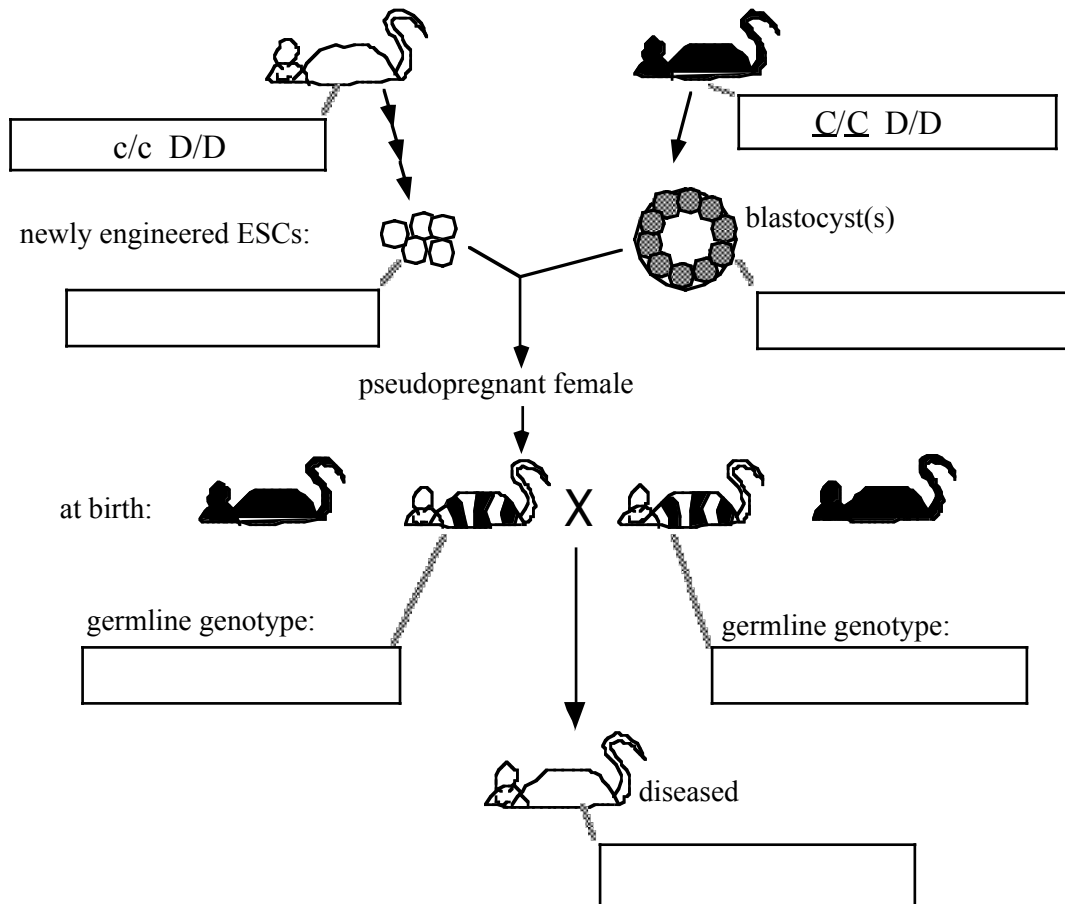 c/c D/D
C/C D/D
newly engineered ESCs:
blastocyst(s)
pseudopregnant female
at birth:
X
germline genotype:
germline genotype:
diseased